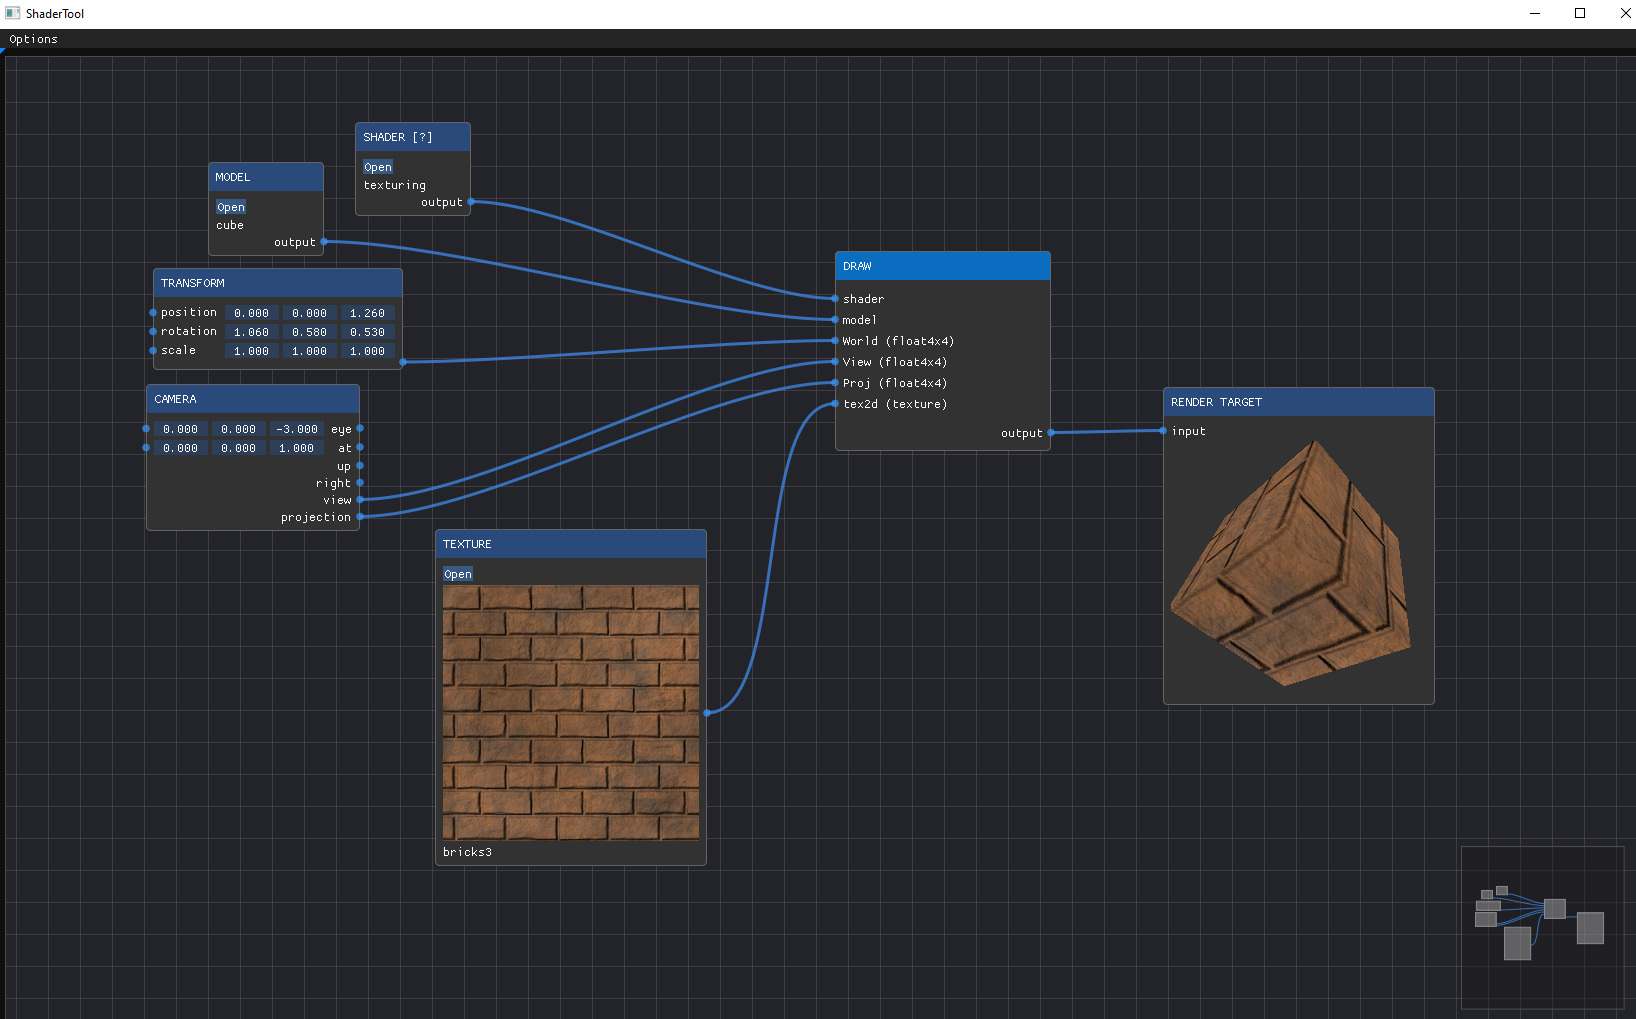 ShaderTool
Options
SHADER [?]
Open
texturing
output
MODEL
Open
cube
output
TRANSFORM
position 0.000 0.000 1.260
rotation 1.060 0.580 0.530
scale 1.000 1.000 1.000
CAMERA
0.000 0.000 -3.000 eye
0.000 0.000 1.000 at
up
right
view
projection
TEXTURE
Open
bricks3
DRAW
shader
model
World (float4x4)
View (float4x4)
Proj (float4x4)
tex2d (texture)
output
RENDER TARGET
input